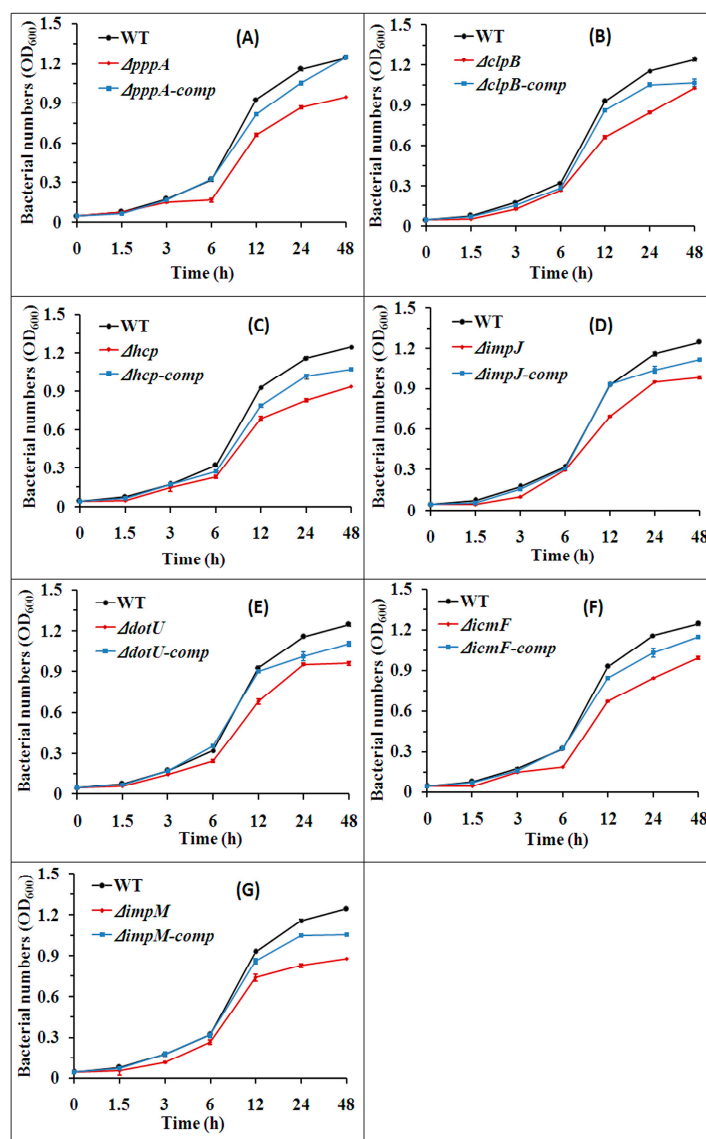 (A)
WT
ΔpppA
ΔpppA-comp
Bacterial numbers (OD600)
1.5
1.2
0.9
0.6
0.3
0
0 1.5 3 6 12 24 48
Time (h)
(B)
WT
ΔclpB
ΔclpB-comp
Bacterial numbers (OD600)
1.5
1.2
0.9
0.6
0.3
0
0 1.5 3 6 12 24 48
Time (h)
(C)
WT
Δhcp
Δhcp-comp
Bacterial numbers (OD600)
1.5
1.2
0.9
0.6
0.3
0
0 1.5 3 6 12 24 48
Time (h)
(D)
WT
ΔimpJ
ΔimpJ-comp
Bacterial numbers (OD600)
1.5
1.2
0.9
0.6
0.3
0
0 1.5 3 6 12 24 48
Time (h)
(E)
WT
ΔdotU
ΔdotU-comp
Bacterial numbers (OD600)
1.5
1.2
0.9
0.6
0.3
0
0 1.5 3 6 12 24 48
Time (h)
(F)
WT
ΔicmF
ΔicmF-comp
Bacterial numbers (OD600)
1.5
1.2
0.9
0.6
0.3
0
0 1.5 3 6 12 24 48
Time (h)
(G)
WT
ΔimpM
ΔimpM-comp
Bacterial numbers (OD600)
1.5
1.2
0.9
0.6
0.3
0
0 1.5 3 6 12 24 48
Time (h)